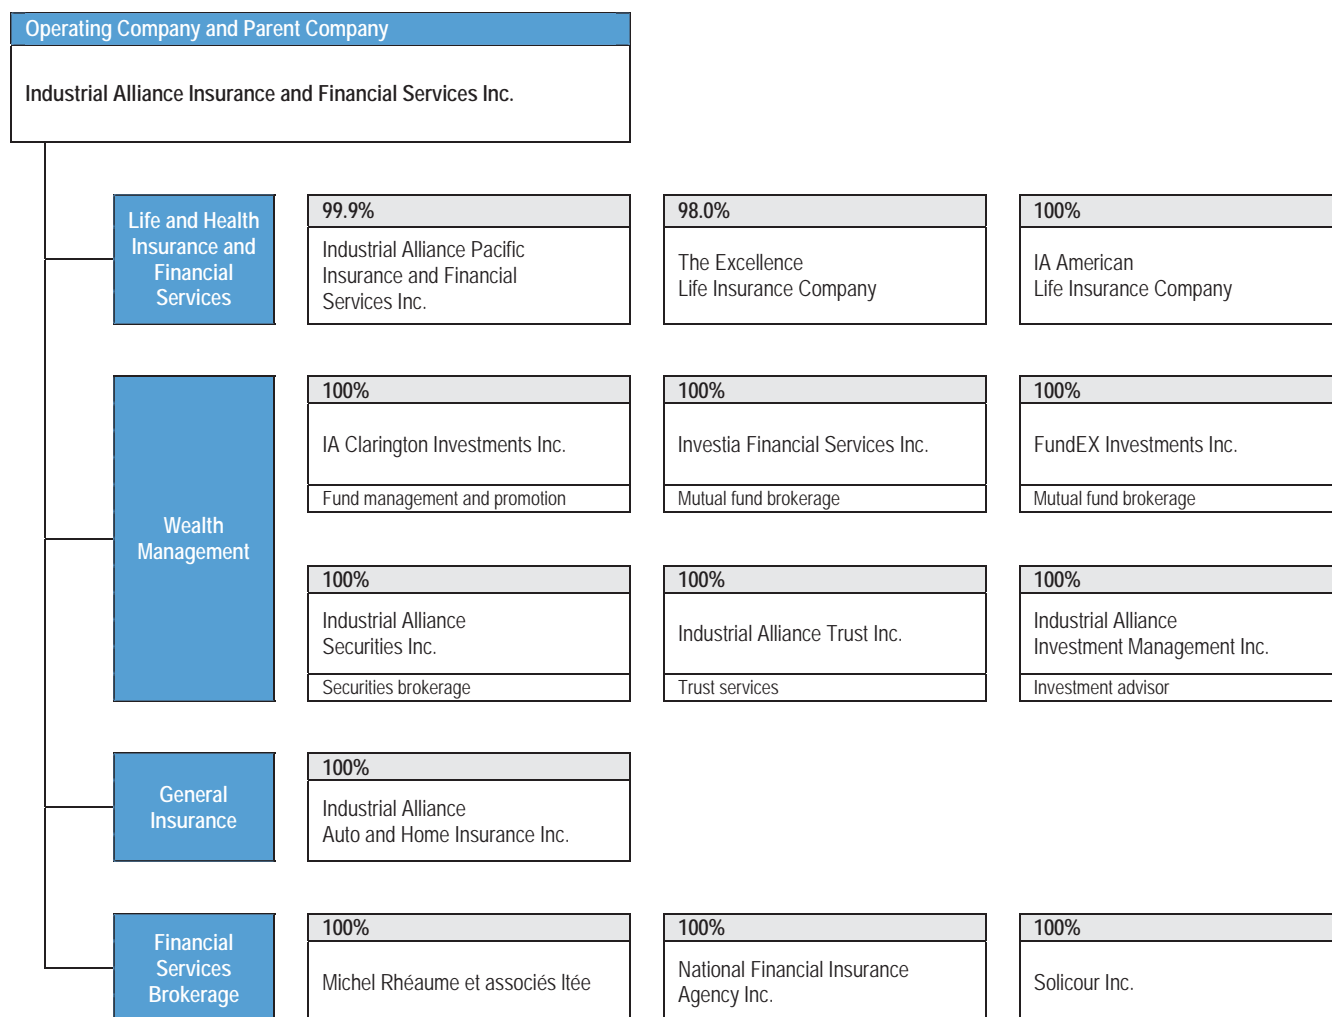 Operating Company and Parent Company
Industrial Alliance Insurance and Financial Services Inc.
Life and Health
Insurance and
Financial
Services
99.9%
Industrial Alliance Pacific
Insurance and Financial
Services Inc.
98.0%
The Excellence
Life Insurance Company
100%
IA American
Life Insurance Company
Wealth
Management
100%
IA Clarington Investments Inc.
Fund management and promotion
100%
Investia Financial Services Inc.
Mutual fund brokerage
100%
FundEX Investments Inc.
Mutual fund brokerage
100%
Industrial Alliance
Securities Inc.
Securities brokerage
100%
Industrial Alliance Trust Inc.
Trust services
100%
Industrial Alliance
Investment Management Inc.
Investment advisor
General
Insurance
100%
Industrial Alliance
Auto and Home Insurance Inc.
Financial
Services
Brokerage
100%
Michel Rhéaume et associés ltée
100%
National Financial Insurance
Agency Inc.
100%
Solicour Inc.